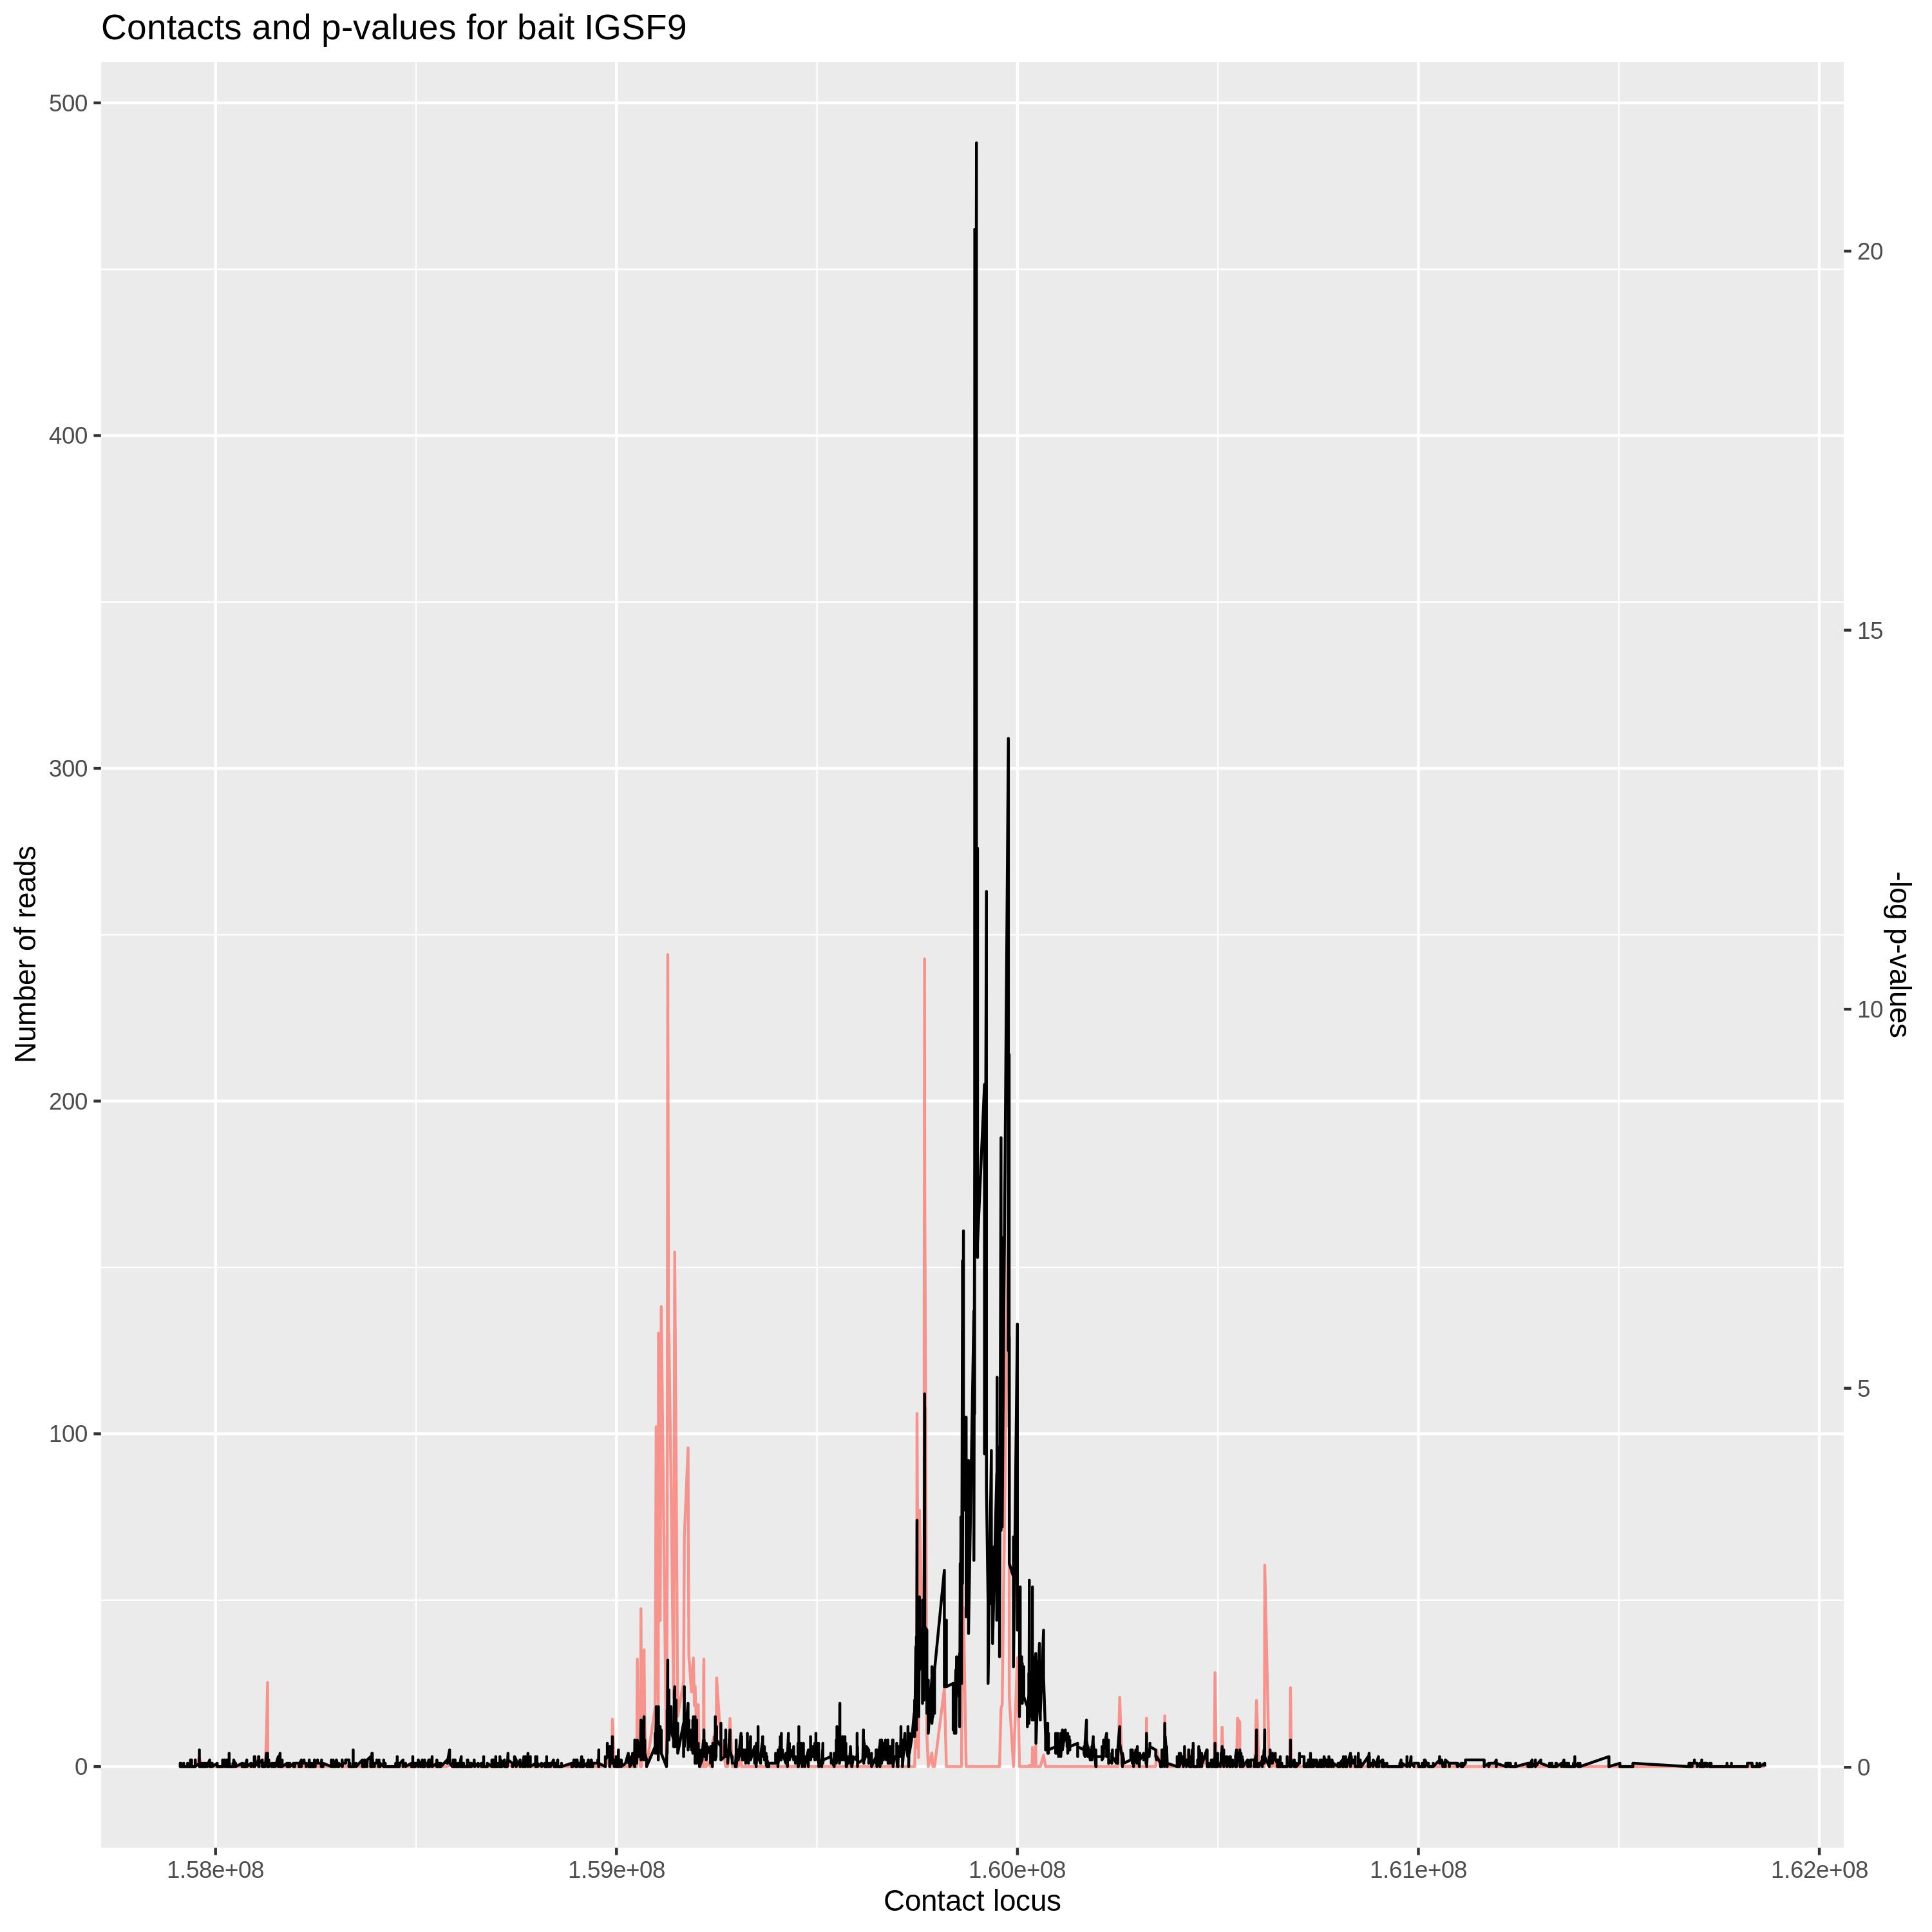 Contacts and p-values for bait IGSF9
500
400
300
200
100
0
Number of reads
20
15
10
5
0
-log p-values
1.58e+08
1.59e+08
1.60e+08
1.61e+08
1.62e+08
Contact locus